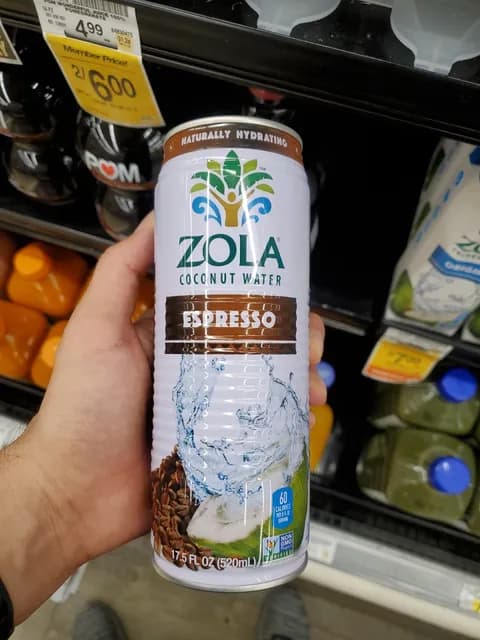 4.99
Member Price!
2/6.00
POM
NATURALLY HYDRATING
ZOLA
COCONUT WATER
ESPRESSO
60
CALORIES
NON
GMO
17.5 FL OZ (520mL)